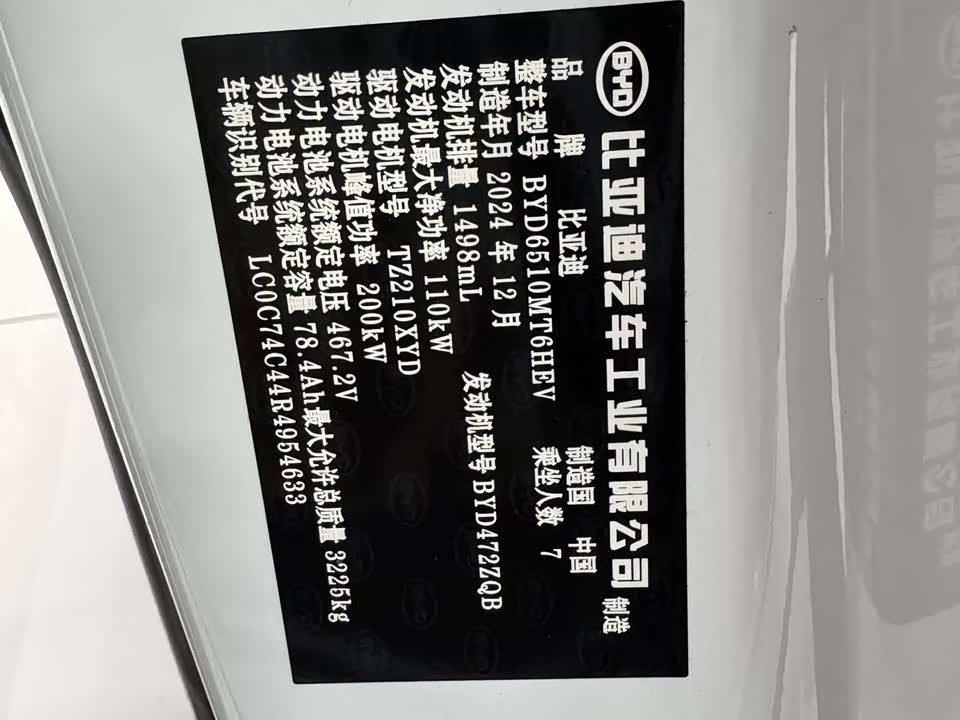 BYD 比亚迪汽车工业有限公司 制造
品牌 比亚迪 制造国 中国
整车型号 BYD6510MT6HEV 乘坐人数 7
制造年月 2024年12月
发动机排量 1498mL 发动机型号 BYD472ZQB
发动机最大净功率 110kW
驱动电机型号 TZ210XYD
驱动电机峰值功率 200kW
动力电池系统额定电压 467.2V
动力电池系统额定容量 78.4Ah 最大允许总质量 3225kg
车辆识别代号 LC0C74C44R4954633